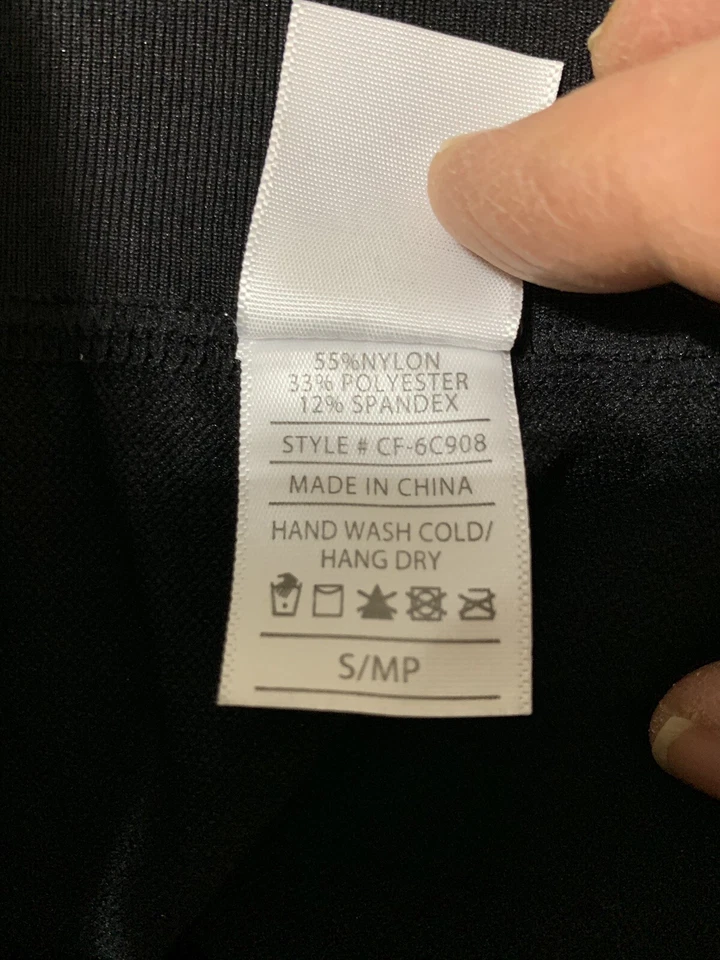 55%NYLON
33% POLYESTER
12% SPANDEX
STYLE # CF-6C908
MADE IN CHINA
HAND WASH COLD/
HANG DRY
S/MP